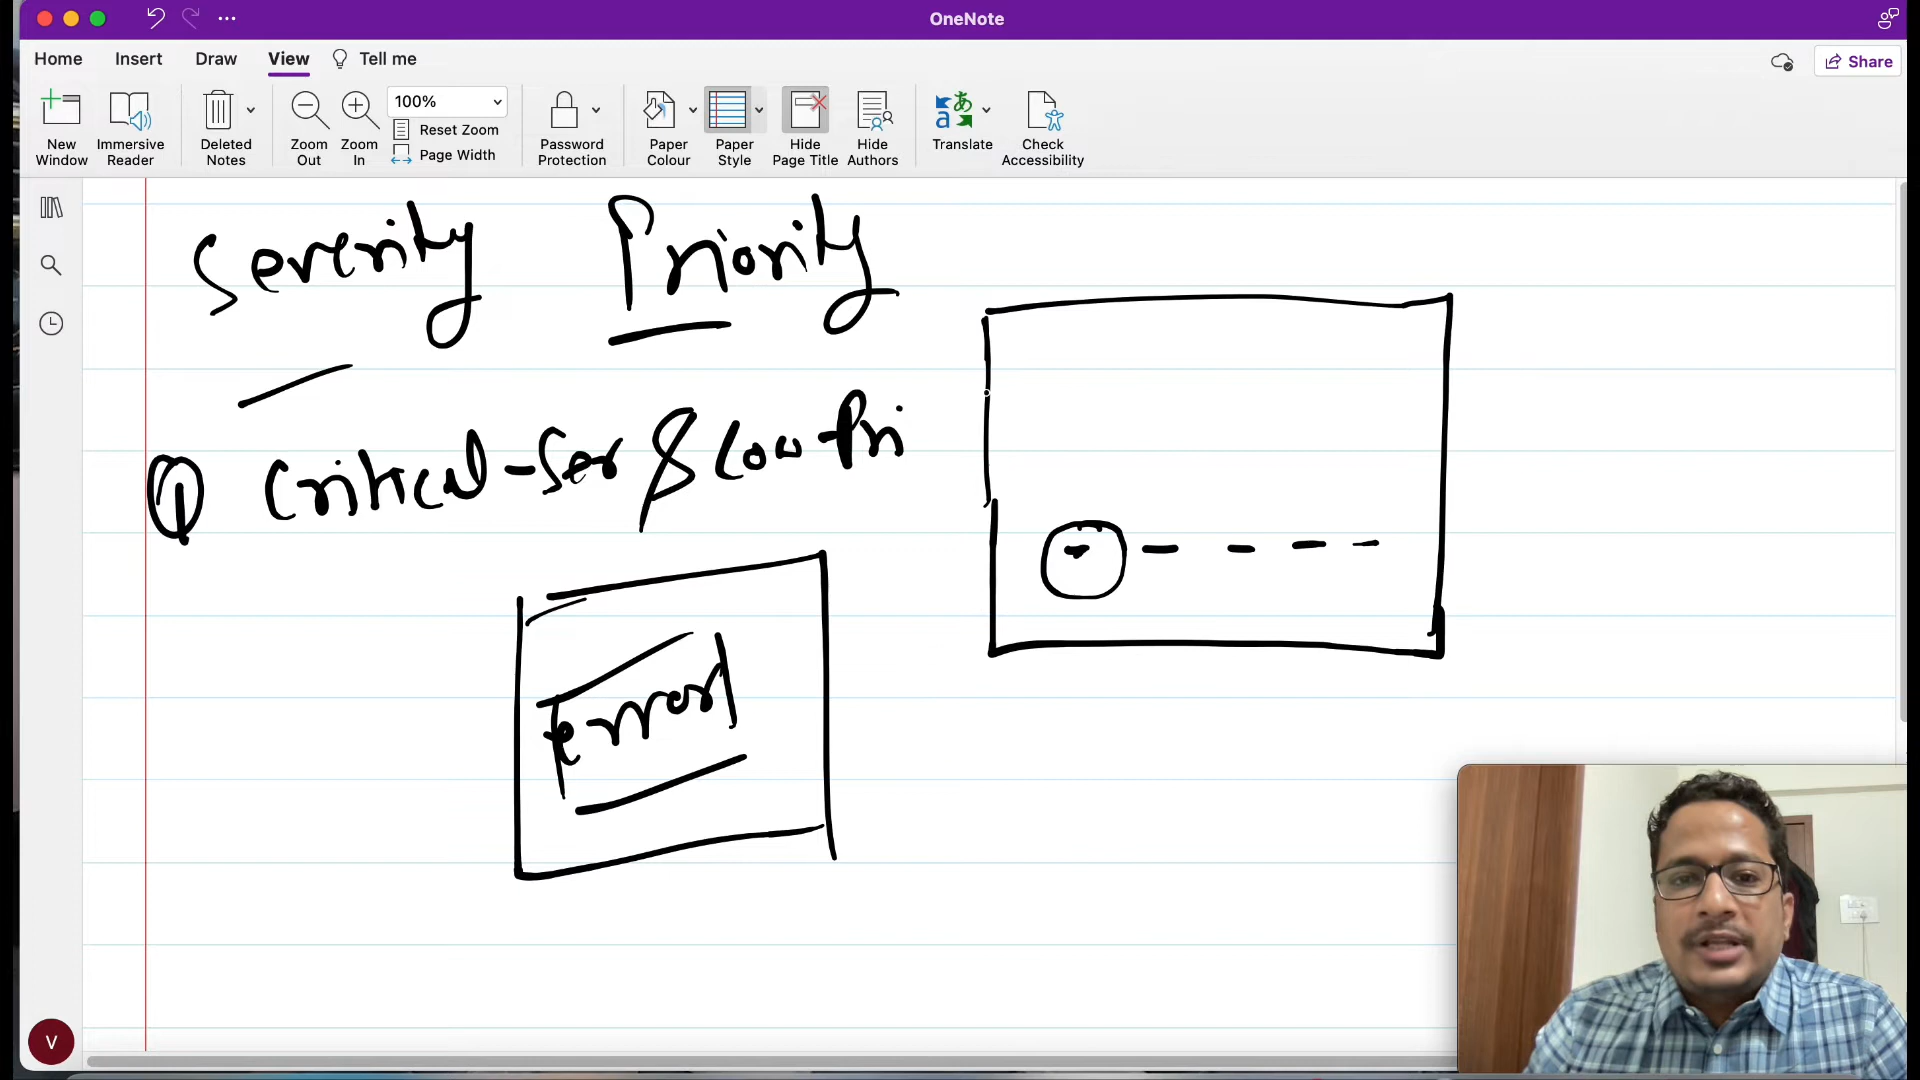 OneNote
Home Insert Draw View Tell me
Share
New Window
Immersive Reader
Deleted Notes
Zoom Out
Zoom In
100%
Reset Zoom
Page Width
Password Protection
Paper Colour
Paper Style
Hide Page Title
Hide Authors
Translate
Check Accessibility
Severity Priority
① Critical-Ser & Low-Pri
error
V